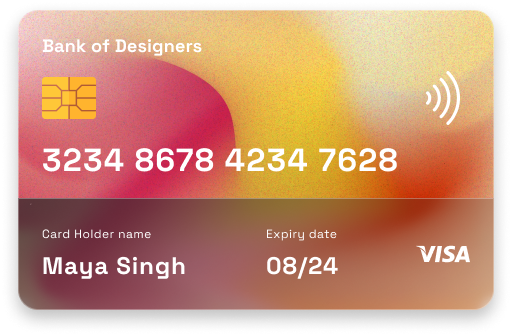 Bank of Designers
3234 8678 4234 7628
Card Holder name
Expiry date
Maya Singh
08/24
VISA